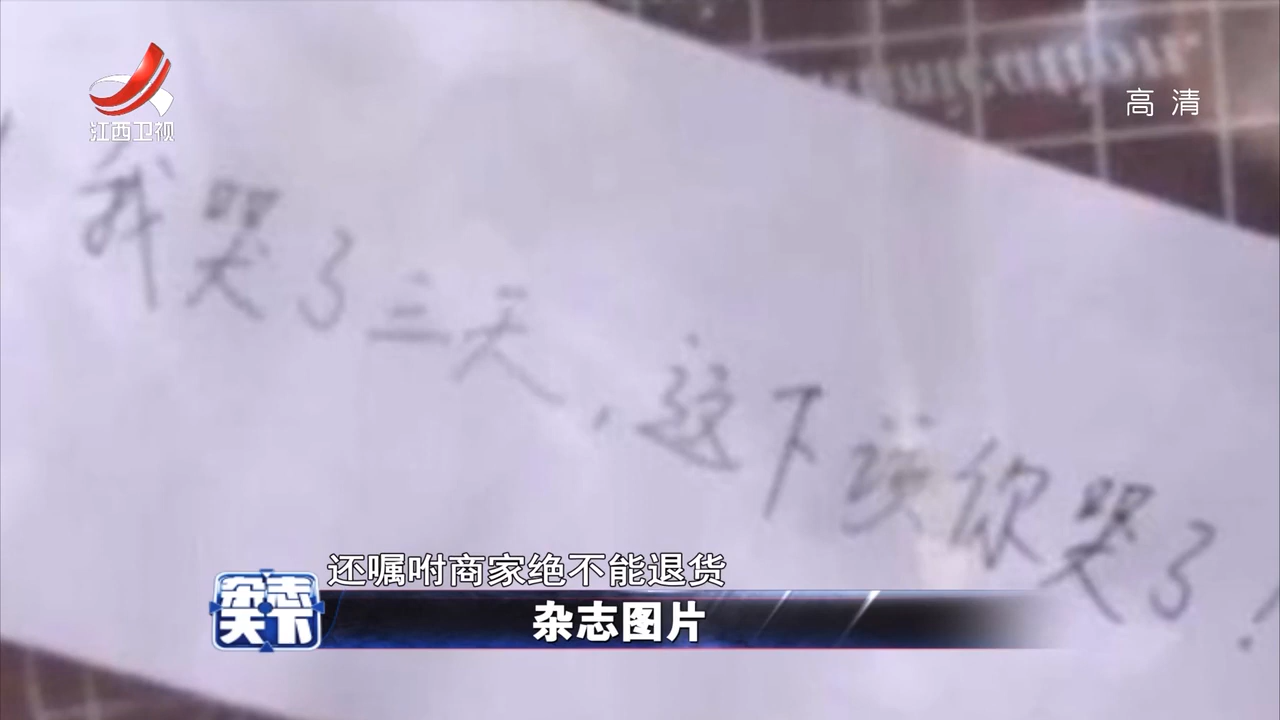 江西卫视
高清
我哭了三天，这下该你哭了！
还嘱咐商家绝不能退货
杂志天下
杂志图片